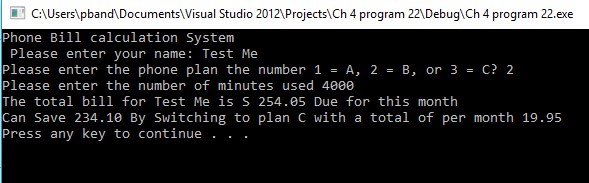 C:\Users\pband\Documents\Visual Studio 2012\Projects\Ch 4 program 22\Debug\Ch 4 program 22.exe
Phone Bill calculation System
Please enter your name: Test Me
Please enter the phone plan the number 1 = A, 2 = B, or 3 = C? 2
Please enter the number of minutes used 4000
The total bill for Test Me is S 254.05 Due for this month
Can Save 234.10 By Switching to plan C with a total of per month 19.95
Press any key to continue . . .